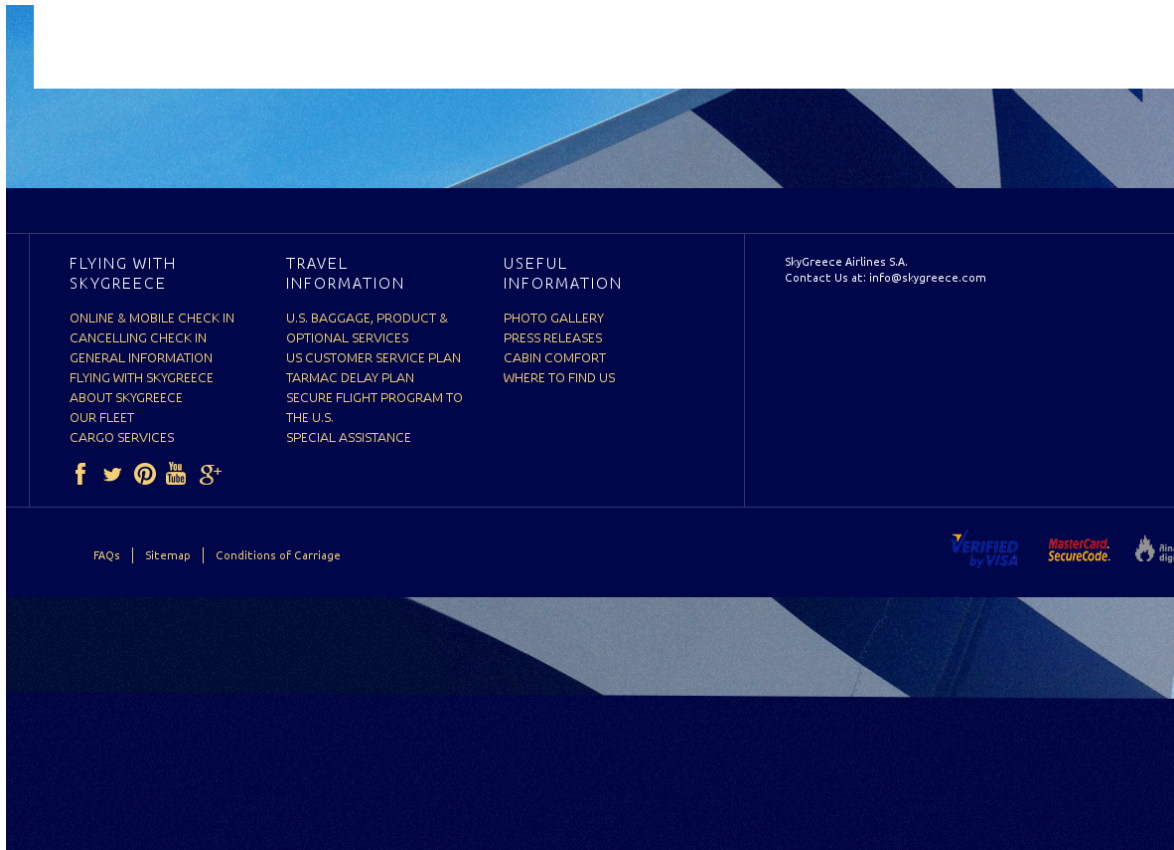 FLYING WITH
SKYGREECE
ONLINE & MOBILE CHECK IN
CANCELLING CHECK IN
GENERAL INFORMATION
FLYING WITH SKYGREECE
ABOUT SKYGREECE
OUR FLEET
CARGO SERVICES
You
Tube
g+
TRAVEL
INFORMATION
U.S. BAGGAGE, PRODUCT &
OPTIONAL SERVICES
US CUSTOMER SERVICE PLAN
TARMAC DELAY PLAN
SECURE FLIGHT PROGRAM TO
THE U.S.
SPECIAL ASSISTANCE
USEFUL
INFORMATION
PHOTO GALLERY
PRESS RELEASES
CABIN COMFORT
WHERE TO FIND US
SkyGreece Airlines S.A.
Contact Us at: info@skygreece.com
FAQs | Sitemap | Conditions of Carriage
VERIFIED
by VISA
MasterCard.
SecureCode.